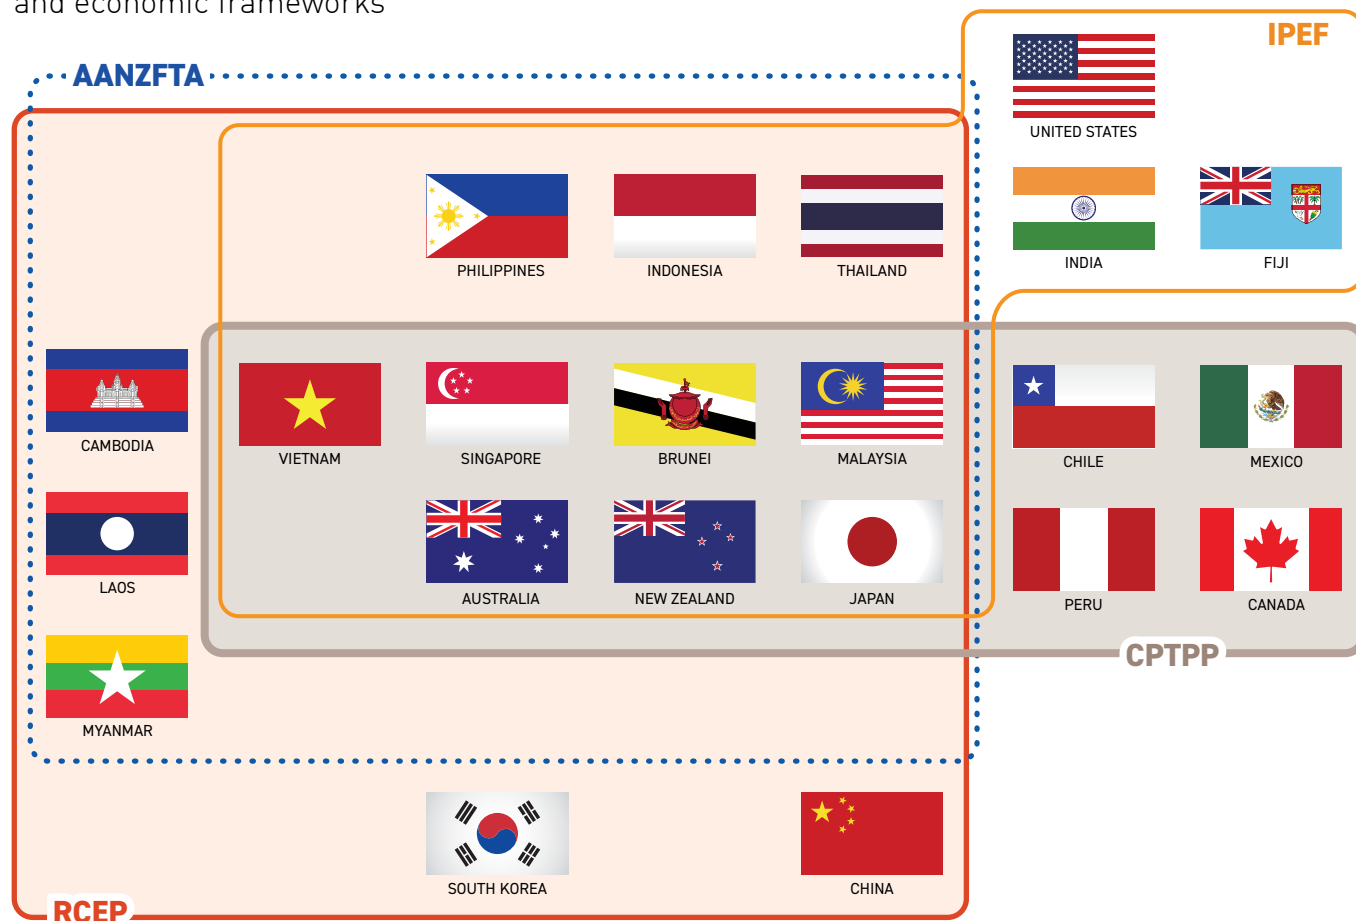 and economic frameworks
IPEF
AANZFTA
UNITED STATES
PHILIPPINES
INDONESIA
THAILAND
INDIA
FIJI
CAMBODIA
VIETNAM
SINGAPORE
BRUNEI
MALAYSIA
CHILE
MEXICO
LAOS
AUSTRALIA
NEW ZEALAND
JAPAN
PERU
CANADA
CPTPP
MYANMAR
SOUTH KOREA
CHINA
RCEP